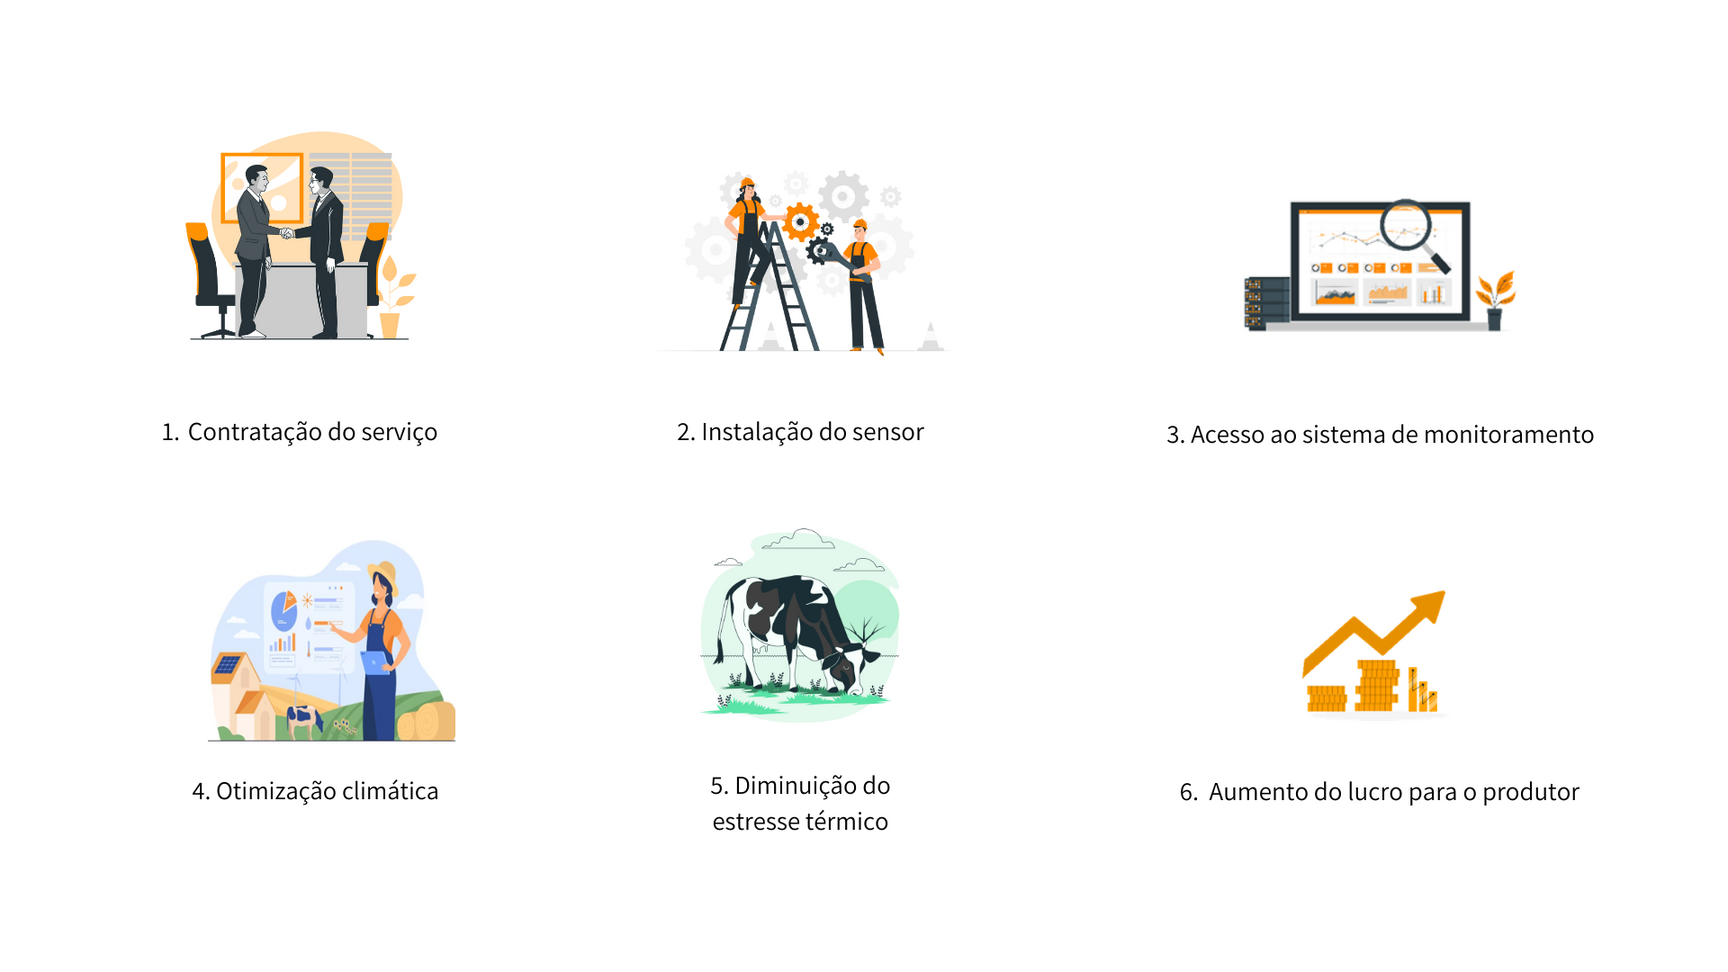 1. Contratação do serviço
2. Instalação do sensor
3. Acesso ao sistema de monitoramento
4. Otimização climática
5. Diminuição do
estresse térmico
6. Aumento do lucro para o produtor